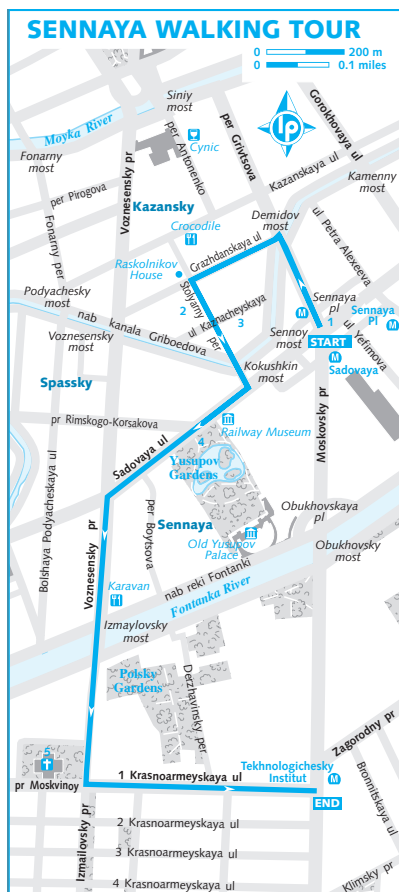 SENNAYA WALKING TOUR
0 200 m
0 0.1 miles
lp
Siniy
most
Moyka River
Gorokhovaya ul
per Grivtsova
per Antonenko
Cynic
Voznesensky pr
Fonarny
most
Kazanskaya ul
Kamenny
most
per Pirogova
Fonarny per
Kazansky
Demidov
most
ul Petra Alexeeva
Crocodile
Grazhdanskaya ul
Raskolnikov
House
Podyachesky
most
Stolyarny per
2
ul Kaznacheyskaya
3
Sennaya
pl
1
Sennaya
Pl
M
M
nab kanala Griboedova
Voznesensky
most
Sennoy
most
START
ul Yefimova
M
Sadovaya
Kokushkin
most
Spassky
Moskovsky pr
pr Rimskogo-Korsakova
4
Railway Museum
Sadovaya ul
Yusupov
Gardens
Bolshaya Podyacheskaya ul
per Boytsova
Sennaya
Obukhovskaya
pl
Voznesensky pr
Old Yusupov
Palace
Obukhovsky
most
nab reki Fontanki
Karavan
Fontanka River
Izmaylovsky
most
Polsky
Gardens
Derzhavinsky per
Zagorodny pr
5
Tekhnologichesky
Institut
M
1 Krasnoarmeyskaya ul
pr Moskvinoy
END
Bronnitskaya ul
Izmailovsky pr
2 Krasnoarmeyskaya ul
3 Krasnoarmeyskaya ul
4 Krasnoarmeyskaya ul
Klimsky per